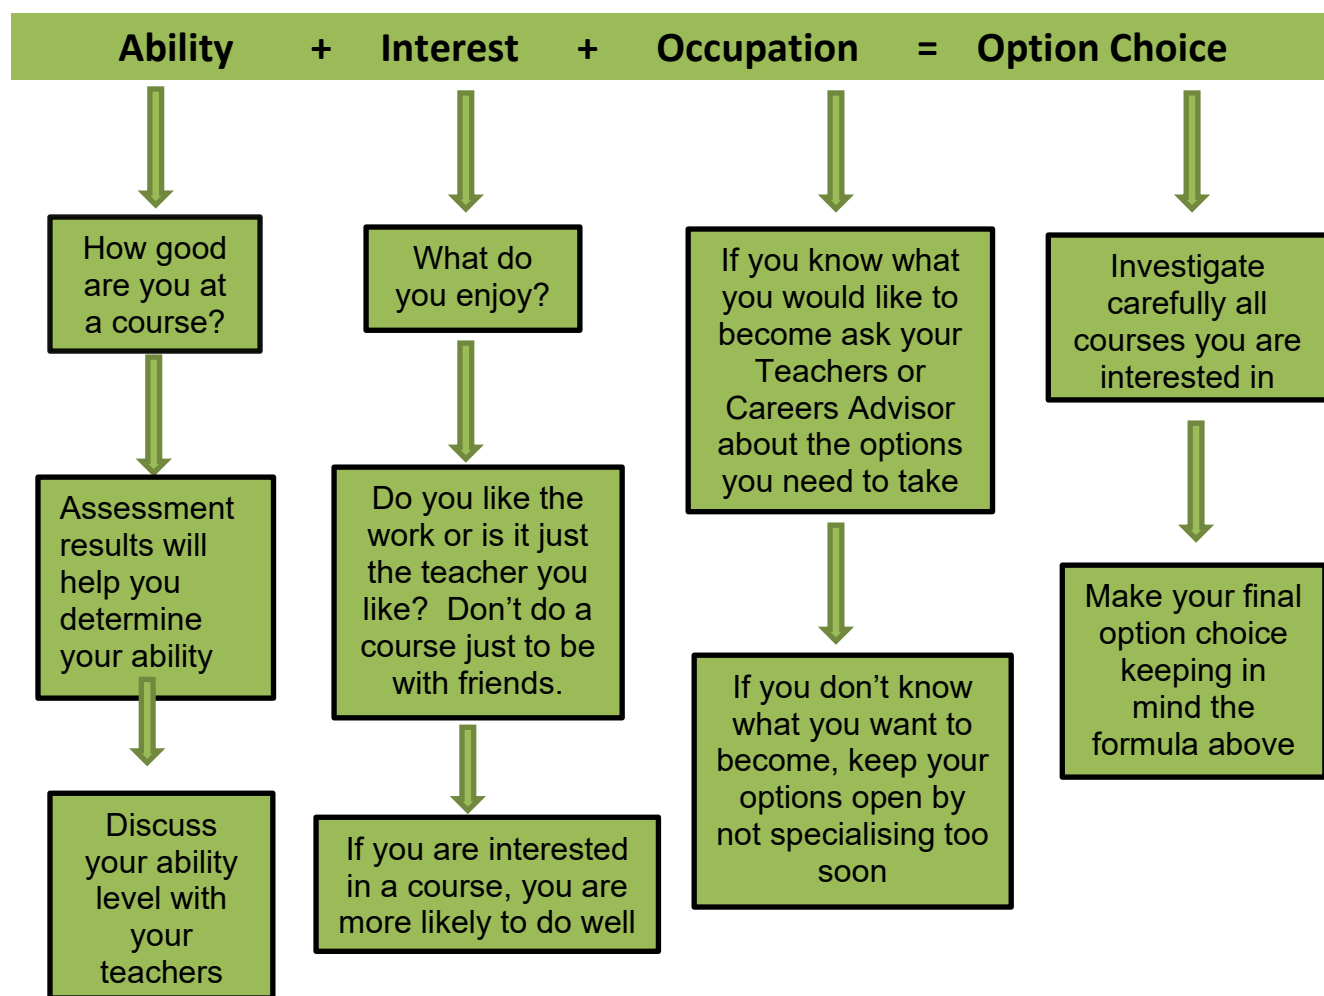 Ability + Interest + Occupation = Option Choice
How good
are you at
a course?
Assessment
results will
help you
determine
your ability
Discuss
your ability
level with
your
teachers
What do
you enjoy?
Do you like the
work or is it just
the teacher you
like?  Don’t do a
course just to be
with friends.
If you are interested
in a course, you are
more likely to do well
If you know what
you would like to
become ask your
Teachers or
Careers Advisor
about the options
you need to take
If you don’t know
what you want to
become, keep your
options open by
not specialising too
soon
Investigate
carefully all
courses you are
interested in
Make your final
option choice
keeping in
mind the
formula above